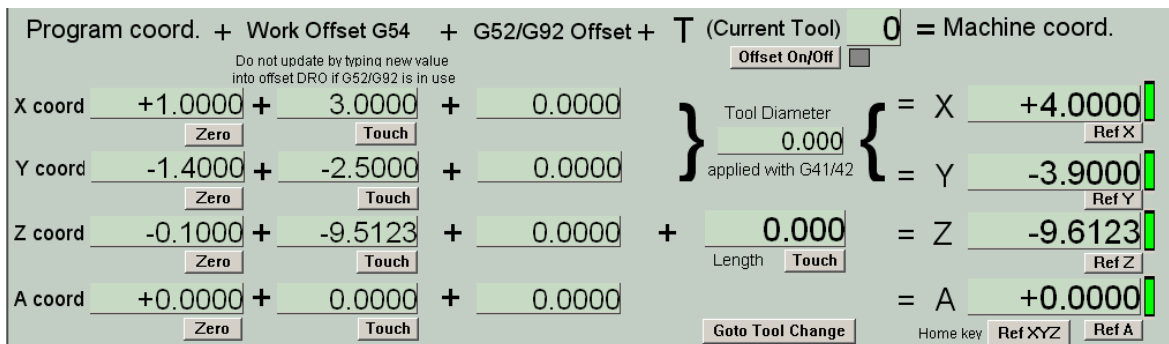 Program coord. + Work Offset G54 + G52/G92 Offset + T (Current Tool) 0 = Machine coord.
Do not update by typing new value
into offset DRO if G52/G92 is in use
Offset On/Off
X coord +1.0000 + 3.0000 + 0.0000 } Tool Diameter { = X +4.0000
Zero Touch 0.000 Ref X
Y coord -1.4000 + -2.5000 + 0.0000 applied with G41/42 = Y -3.9000
Zero Touch Ref Y
Z coord -0.1000 + -9.5123 + 0.0000 + 0.000 = Z -9.6123
Zero Touch Length Touch Ref Z
A coord +0.0000 + 0.0000 + 0.0000 = A +0.0000
Zero Touch Goto Tool Change Home key Ref XYZ Ref A